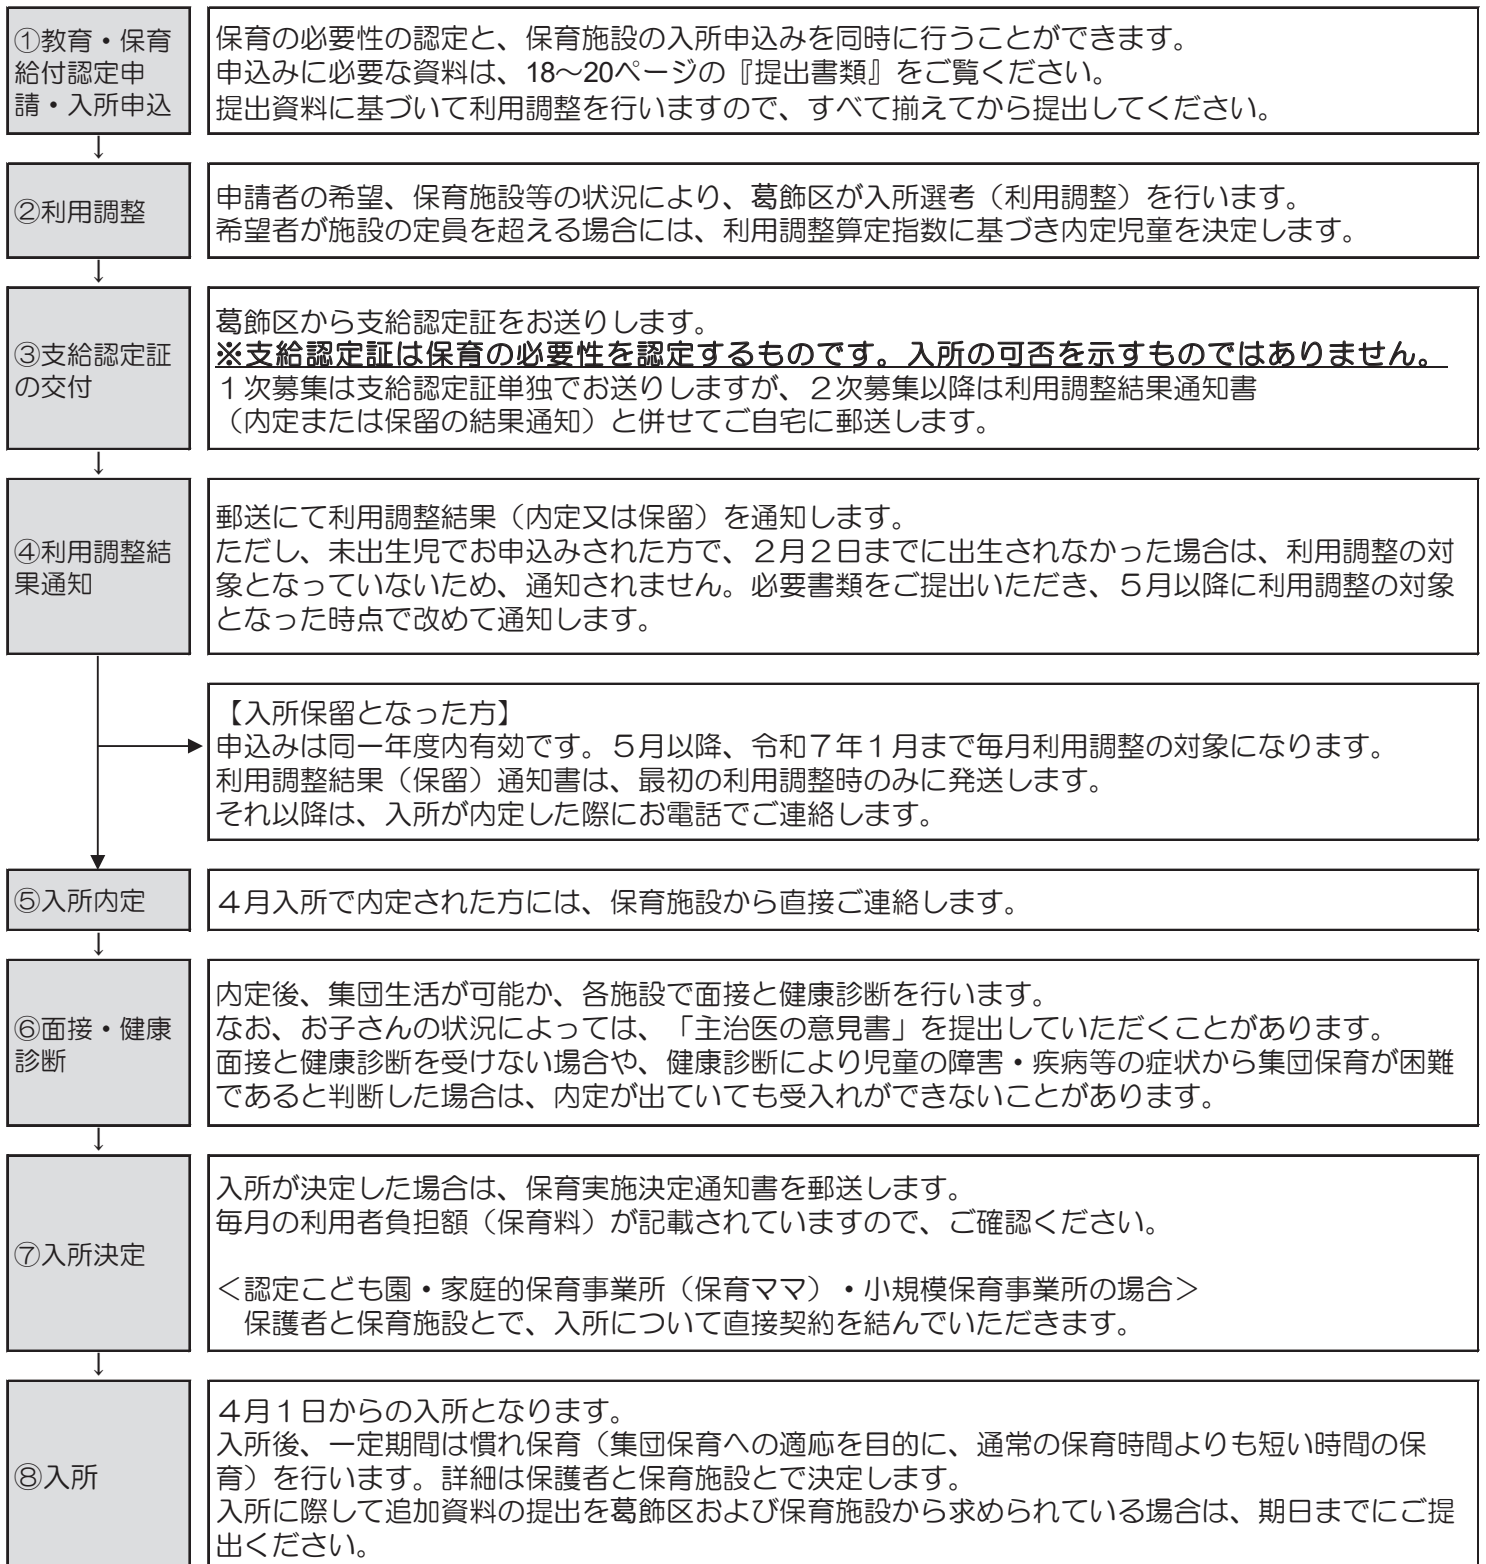 ①教育・保育
給付認定申
請・入所申込
保育の必要性の認定と、保育施設の入所申込みを同時に行うことができます。
申込みに必要な資料は、18～20ページの『提出書類』をご覧ください。
提出資料に基づいて利用調整を行いますので、すべて揃えてから提出してください。
↓
②利用調整
申請者の希望、保育施設等の状況により、葛飾区が入所選考（利用調整）を行います。
希望者が施設の定員を超える場合には、利用調整算定指数に基づき内定児童を決定します。
↓
③支給認定証
の交付
葛飾区から支給認定証をお送りします。
※支給認定証は保育の必要性を認定するものです。入所の可否を示すものではありません。
１次募集は支給認定証単独でお送りしますが、２次募集以降は利用調整結果通知書
（内定または保留の結果通知）と併せてご自宅に郵送します。
↓
④利用調整結
果通知
郵送にて利用調整結果（内定又は保留）を通知します。
ただし、未出生児でお申込みされた方で、２月２日までに出生されなかった場合は、利用調整の対
象となっていないため、通知されません。必要書類をご提出いただき、５月以降に利用調整の対象
となった時点で改めて通知します。
【入所保留となった方】
申込みは同一年度内有効です。５月以降、令和７年１月まで毎月利用調整の対象になります。
利用調整結果（保留）通知書は、最初の利用調整時のみに発送します。
それ以降は、入所が内定した際にお電話でご連絡します。
⑤入所内定
４月入所で内定された方には、保育施設から直接ご連絡します。
↓
⑥面接・健康
診断
内定後、集団生活が可能か、各施設で面接と健康診断を行います。
なお、お子さんの状況によっては、「主治医の意見書」を提出していただくことがあります。
面接と健康診断を受けない場合や、健康診断により児童の障害・疾病等の症状から集団保育が困難
であると判断した場合は、内定が出ていても受入れができないことがあります。
↓
⑦入所決定
入所が決定した場合は、保育実施決定通知書を郵送します。
毎月の利用者負担額（保育料）が記載されていますので、ご確認ください。
＜認定こども園・家庭的保育事業所（保育ママ）・小規模保育事業所の場合＞
保護者と保育施設とで、入所について直接契約を結んでいただきます。
↓
⑧入所
４月１日からの入所となります。
入所後、一定期間は慣れ保育（集団保育への適応を目的に、通常の保育時間よりも短い時間の保
育）を行います。詳細は保護者と保育施設とで決定します。
入所に際して追加資料の提出を葛飾区および保育施設から求められている場合は、期日までにご提
出ください。